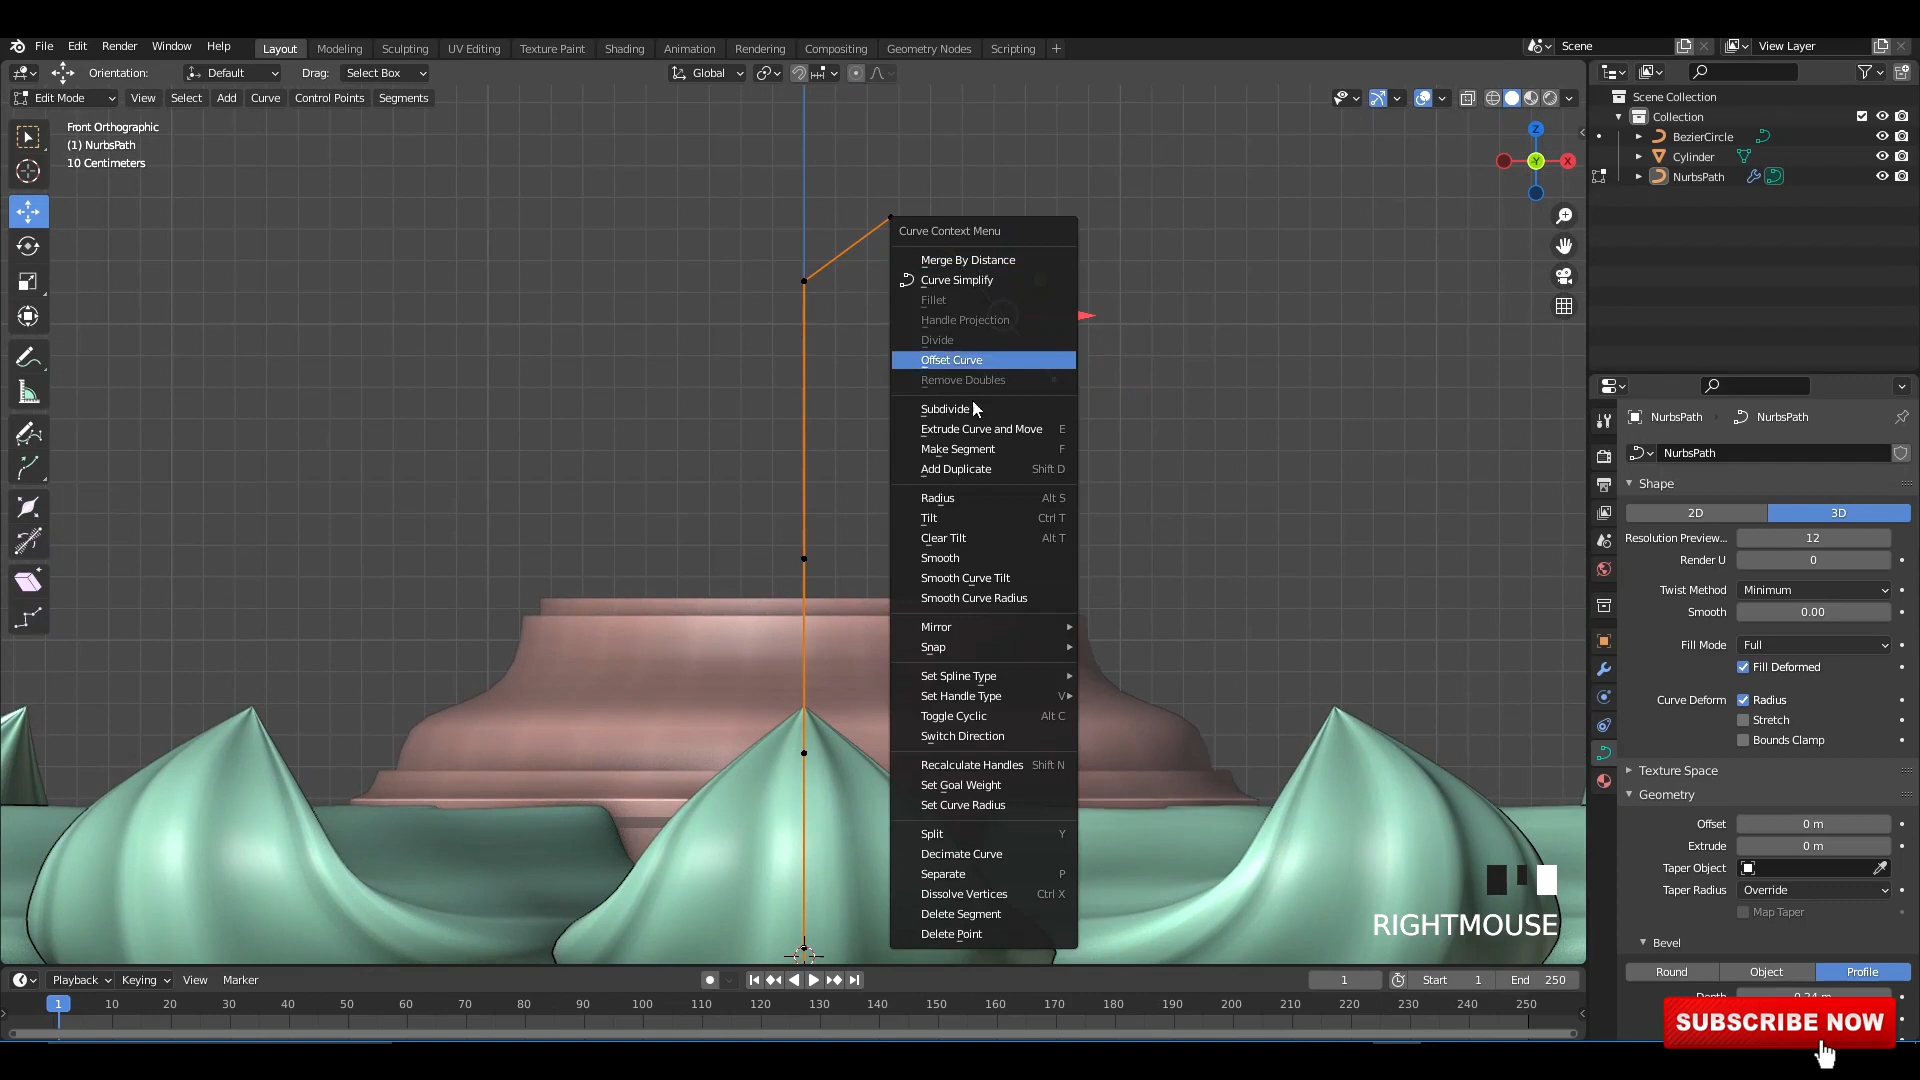 File Edit Render Window Help Layout Modeling Sculpting UV Editing Texture Paint Shading Animation Rendering Compositing Geometry Nodes Scripting + Scene View Layer
Orientation: Default Drag: Select Box Global
Edit Mode View Select Add Curve Control Points Segments
Front Orthographic
(1) NurbsPath
10 Centimeters
Z
Y
X
Scene Collection
Collection
BezierCircle
Cylinder
NurbsPath
Curve Context Menu
Merge By Distance
Curve Simplify
Fillet
Handle Projection
Divide
Offset Curve
Remove Doubles
Subdivide
Extrude Curve and Move E
Make Segment F
Add Duplicate Shift D
Radius Alt S
Tilt Ctrl T
Clear Tilt Alt T
Smooth
Smooth Curve Tilt
Smooth Curve Radius
Mirror
Snap
Set Spline Type
Set Handle Type V
Toggle Cyclic Alt C
Switch Direction
Recalculate Handles Shift N
Set Goal Weight
Set Curve Radius
Split Y
Decimate Curve
Separate P
Dissolve Vertices Ctrl X
Delete Segment
Delete Point
RIGHTMOUSE
NurbsPath NurbsPath
NurbsPath
Shape
2D 3D
Resolution Preview... 12
Render U 0
Twist Method Minimum
Smooth 0.00
Fill Mode Full
Fill Deformed
Curve Deform Radius
Stretch
Bounds Clamp
Texture Space
Geometry
Offset 0 m
Extrude 0 m
Taper Object
Taper Radius Override
Map Taper
Bevel
Round Object Profile
SUBSCRIBE NOW
Playback Keying View Marker 1 Start 1 End 250
1 10 20 30 40 50 60 70 80 90 100 110 120 130 140 150 160 170 180 190 200 210 220 230 240 250